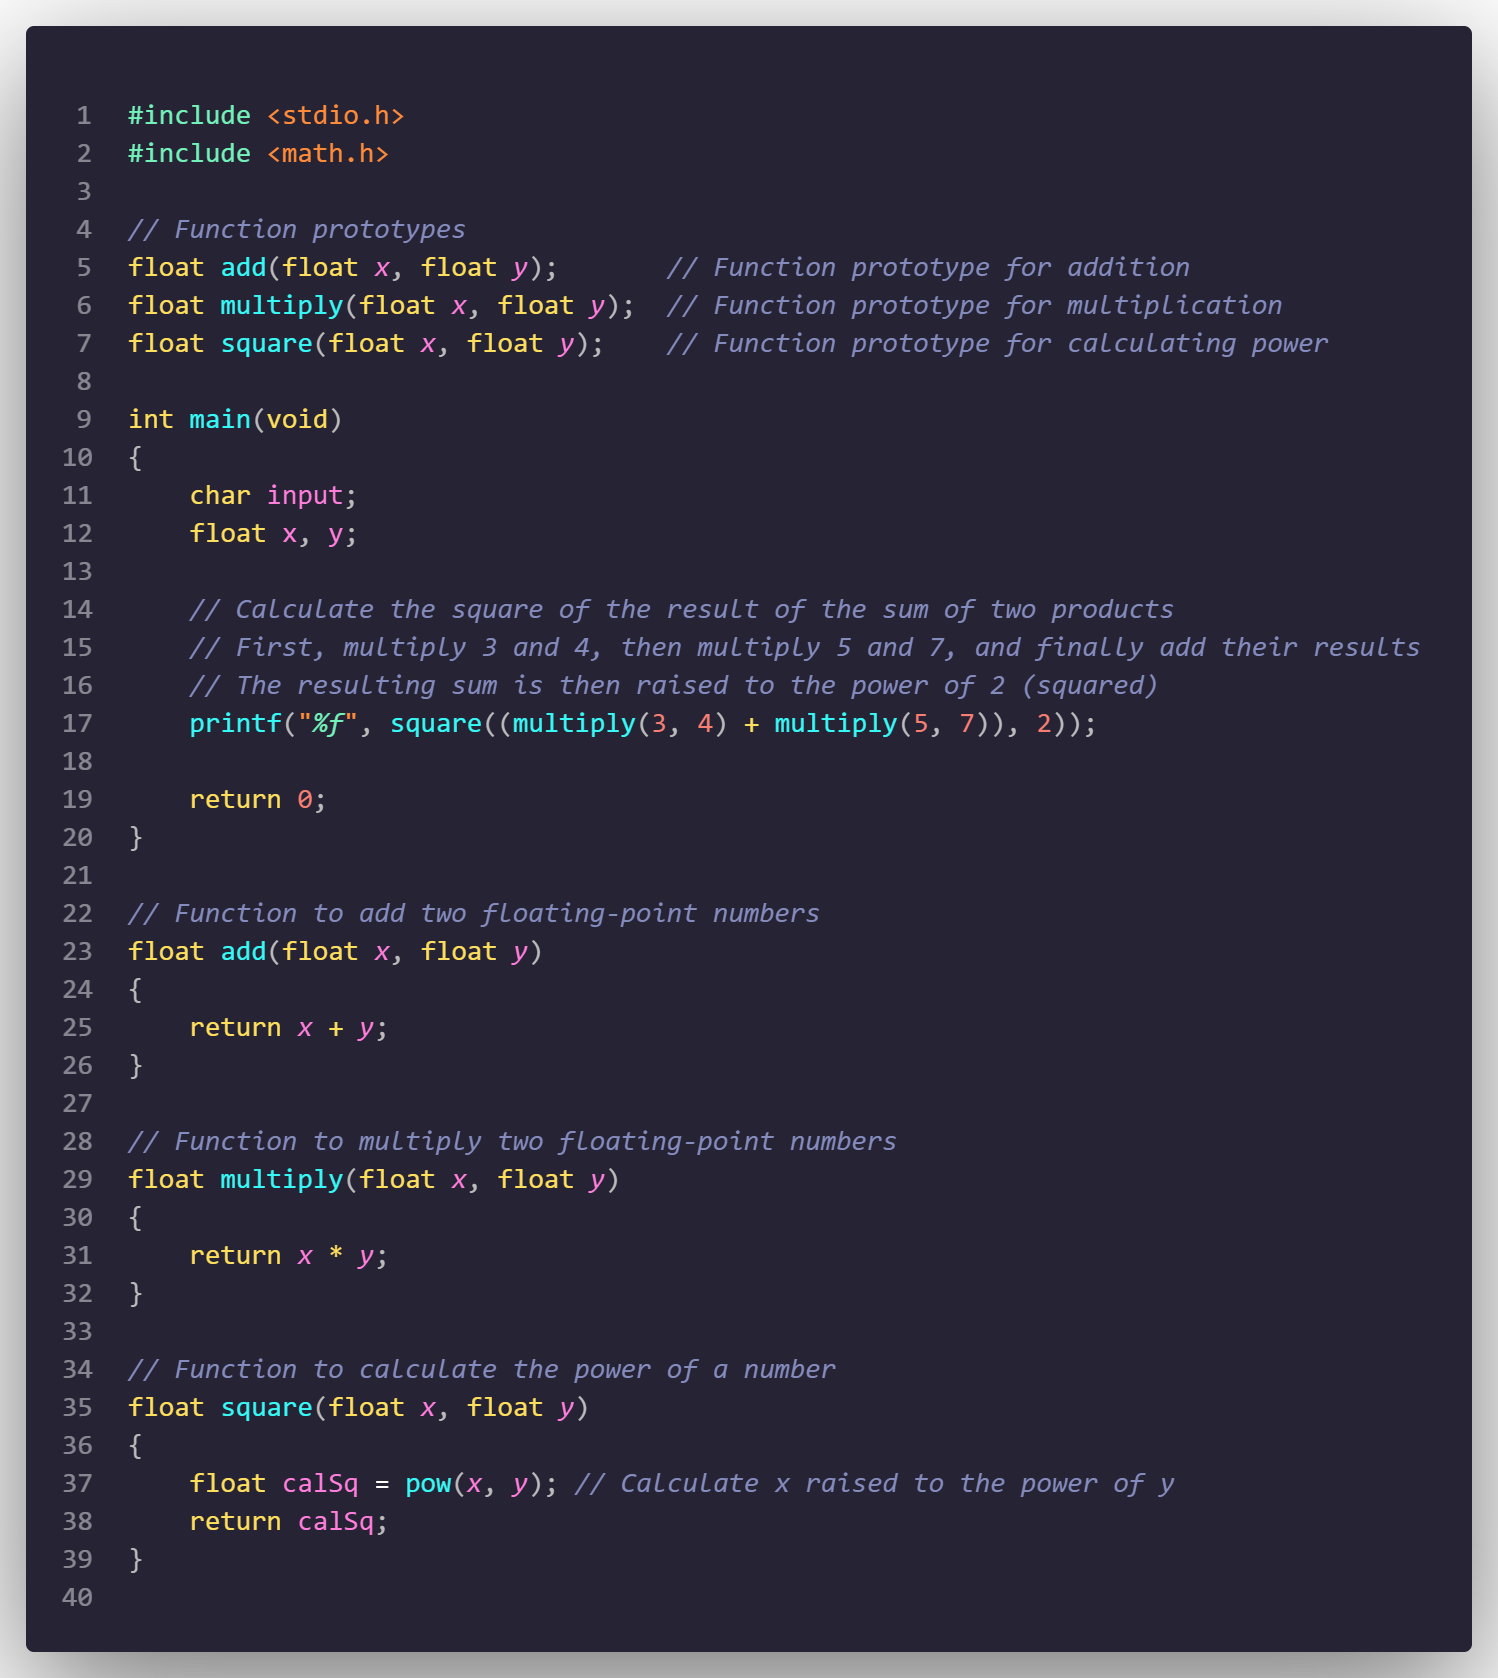 1 #include <stdio.h>
2 #include <math.h>
3
4 // Function prototypes
5 float add(float x, float y);       // Function prototype for addition
6 float multiply(float x, float y);  // Function prototype for multiplication
7 float square(float x, float y);    // Function prototype for calculating power
8
9 int main(void)
10 {
11     char input;
12     float x, y;
13
14     // Calculate the square of the result of the sum of two products
15     // First, multiply 3 and 4, then multiply 5 and 7, and finally add their results
16     // The resulting sum is then raised to the power of 2 (squared)
17     printf("%f", square((multiply(3, 4) + multiply(5, 7)), 2));
18
19     return 0;
20 }
21
22 // Function to add two floating-point numbers
23 float add(float x, float y)
24 {
25     return x + y;
26 }
27
28 // Function to multiply two floating-point numbers
29 float multiply(float x, float y)
30 {
31     return x * y;
32 }
33
34 // Function to calculate the power of a number
35 float square(float x, float y)
36 {
37     float calSq = pow(x, y); // Calculate x raised to the power of y
38     return calSq;
39 }
40